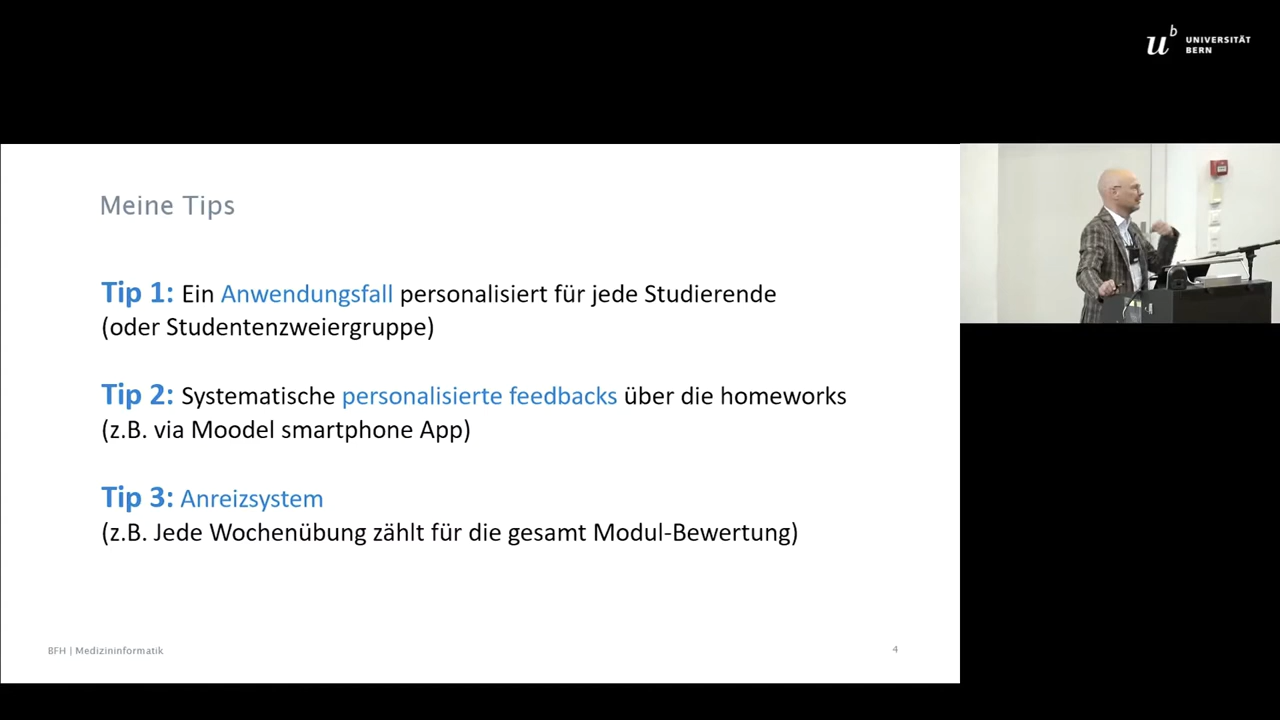 u
b
UNIVERSITÄT
BERN
Meine Tips
Tip 1: Ein Anwendungsfall personalisiert für jede Studierende
(oder Studentenzweiergruppe)
Tip 2: Systematische personalisierte feedbacks über die homeworks
(z.B. via Moodel smartphone App)
Tip 3: Anreizsystem
(z.B. Jede Wochenübung zählt für die gesamt Modul-Bewertung)
BFH | Medizininformatik
4